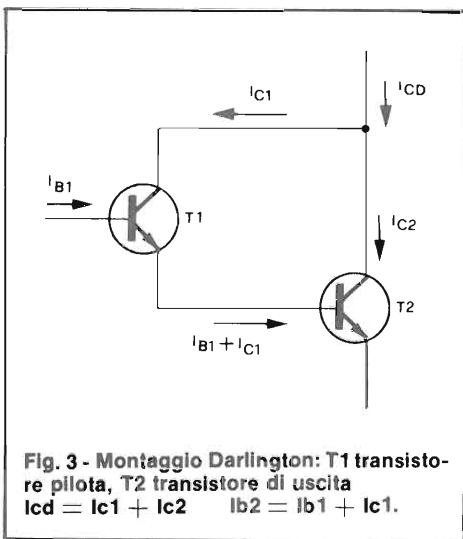 IC1
ICD
IB1
T1
IC2
T2
IB1 + IC1
Fig. 3 - Montaggio Darlington: T1 transisto-
re pilota, T2 transistore di uscita
Icd = Ic1 + Ic2 Ib2 = Ib1 + Ic1.